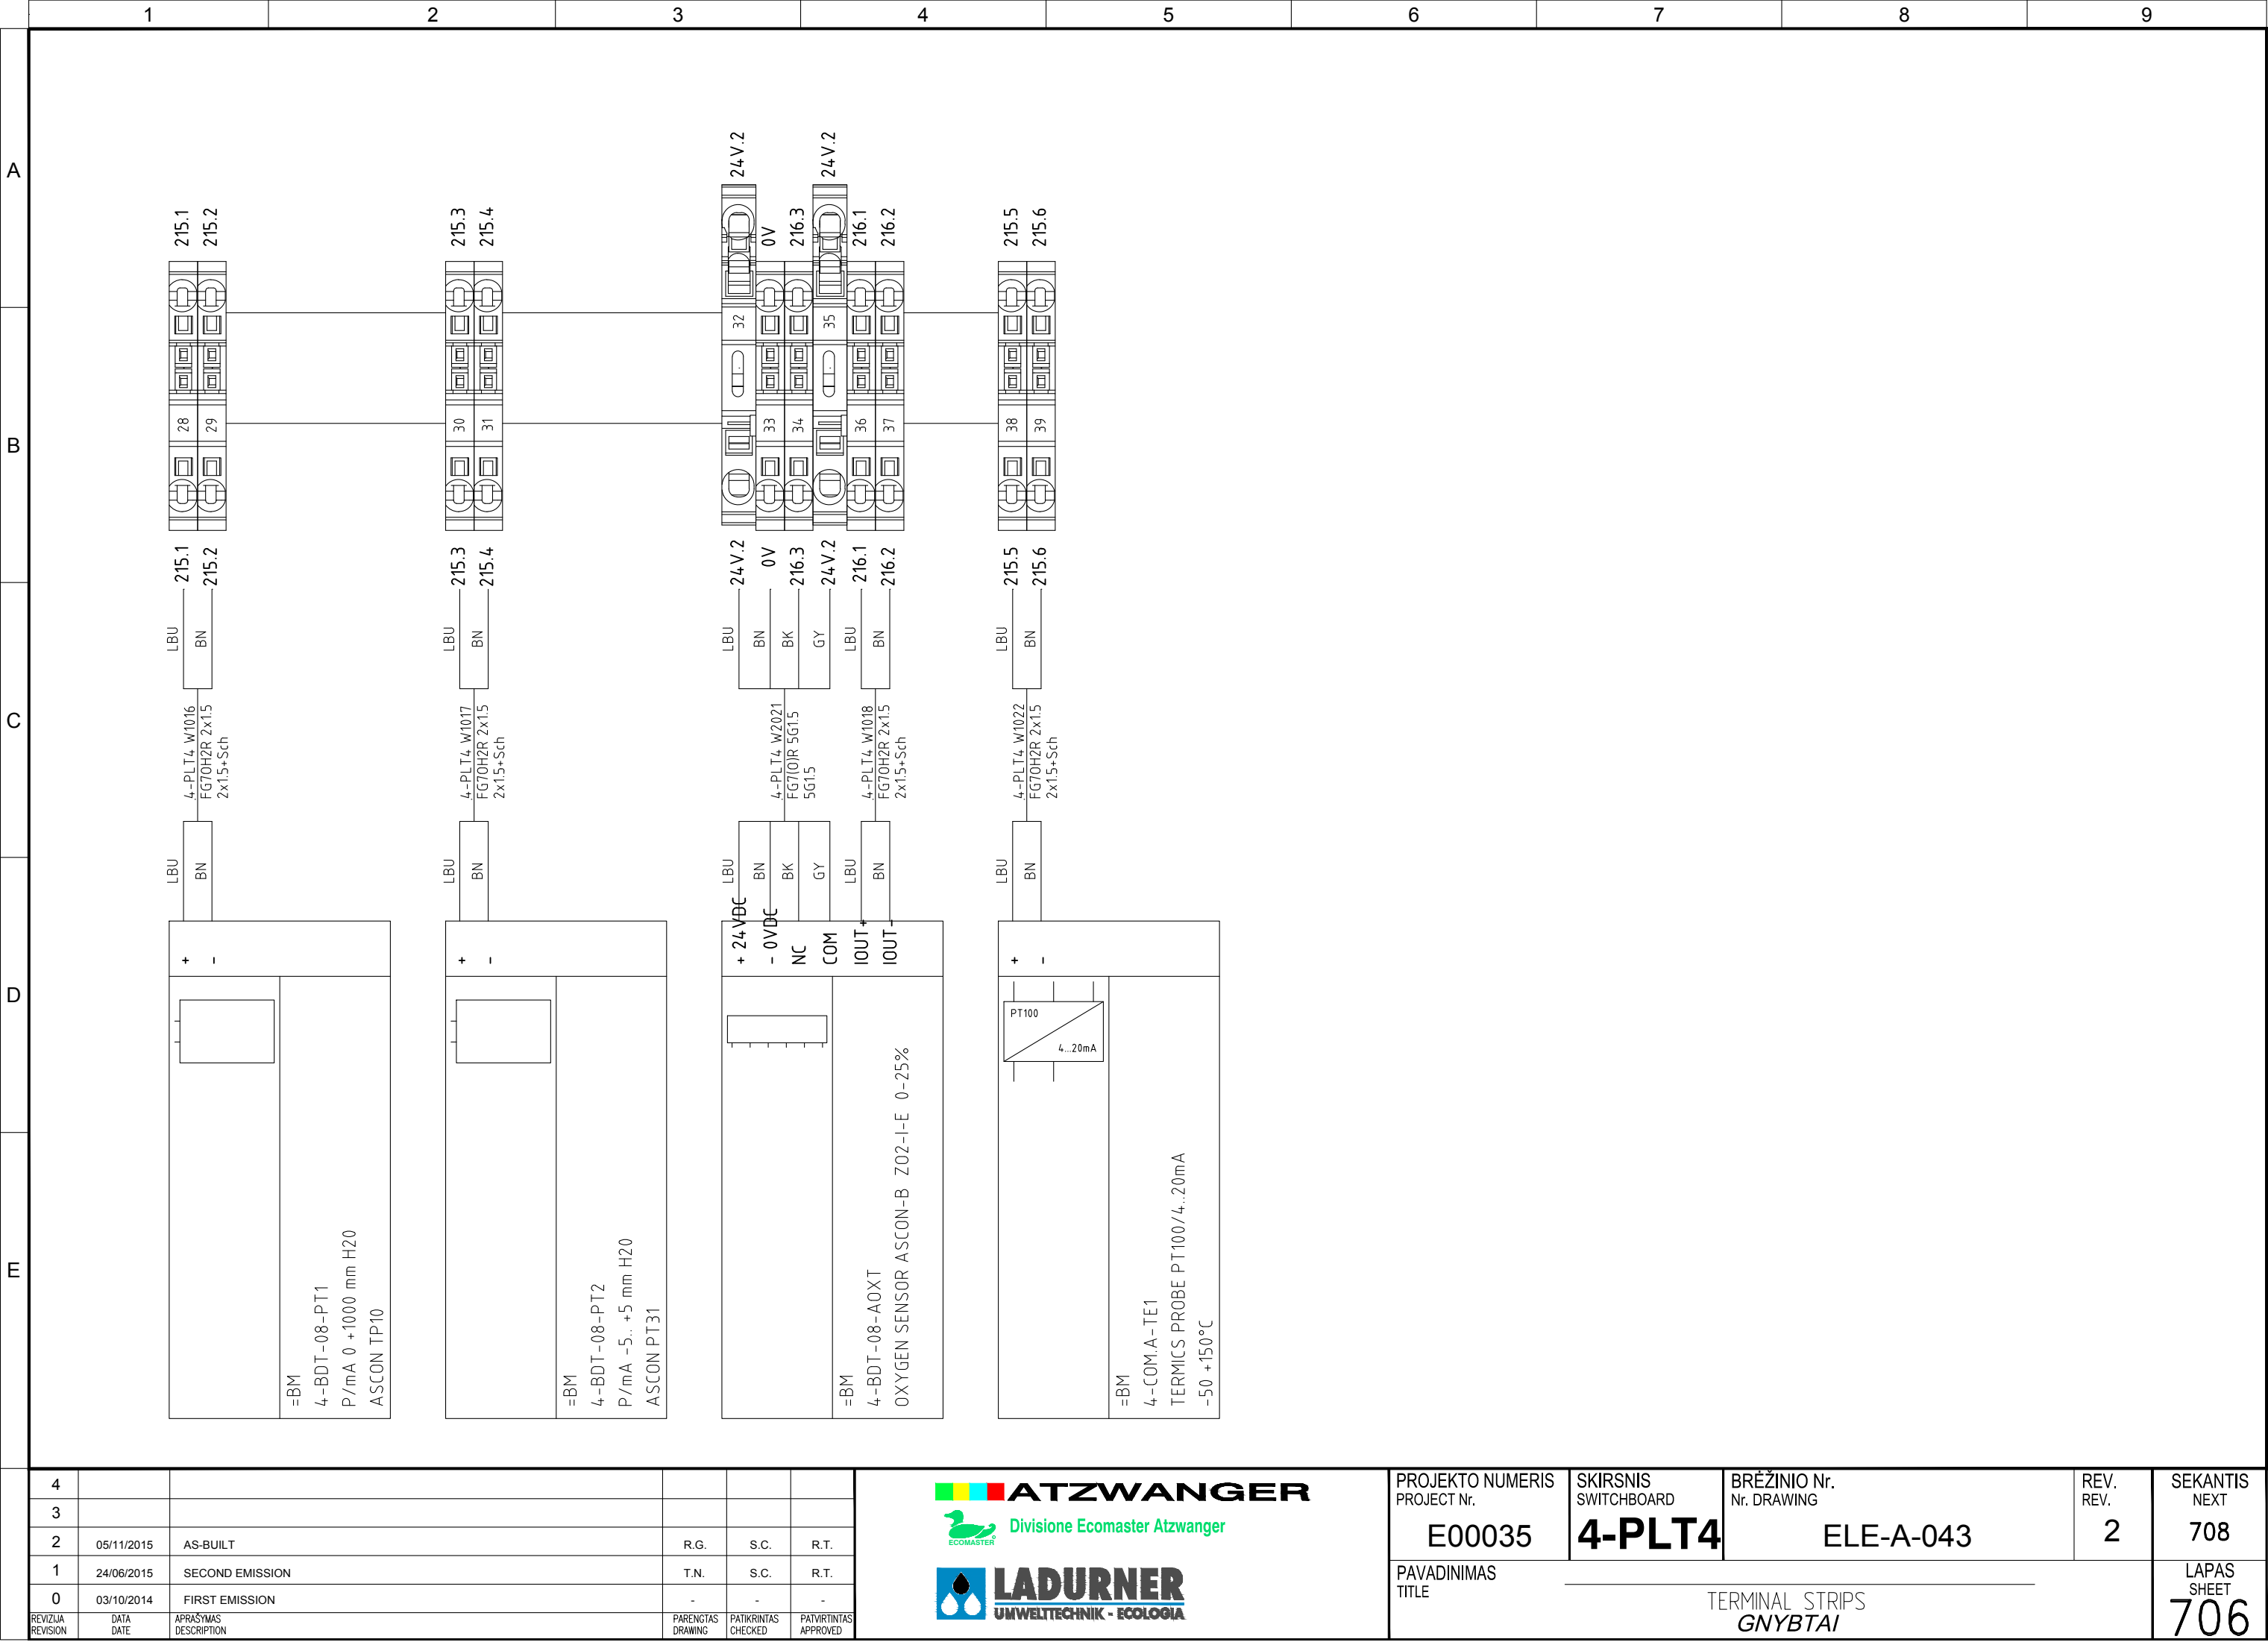 1 2 3 4 5 6 7 8 9
A
B
C
D
E
215.1
215.2
215.3
215.4
24V.2
0V
216.3
24V.2
216.1
216.2
215.5
215.6
28
29
30
31
32
33
34
35
36
37
38
39
215.1
215.2
215.3
215.4
24V.2
0V
216.3
24V.2
216.1
216.2
215.5
215.6
LBU
BN
LBU
BN
LBU
BN
BK
GY
LBU
BN
LBU
BN
4-PLT4 W1016
FG7OH2R 2x1.5
2x1.5+Sch
4-PLT4 W1017
FG7OH2R 2x1.5
2x1.5+Sch
4-PLT4 W2021
FG7(O)R 5G1.5
5G1.5
4-PLT4 W1018
FG7OH2R 2x1.5
2x1.5+Sch
4-PLT4 W1022
FG7OH2R 2x1.5
2x1.5+Sch
LBU
BN
LBU
BN
LBU
BN
BK
GY
LBU
BN
LBU
BN
+
-
+
-
+ 24VDC
- 0VDC
NC
COM
IOUT+
IOUT-
+
-
PT100
4...20mA
=BM
4-BDT-08-PT1
P/mA 0 +1000 mm H20
ASCON TP10
=BM
4-BDT-08-PT2
P/mA -5.. +5 mm H20
ASCON PT31
=BM
4-BDT-08-AOXT
OXYGEN SENSOR ASCON-B ZO2-I-E 0-25%
=BM
4-COM.A-TE1
TERMICS PROBE PT100/4..20mA
-50 +150°C
4
3
2 05/11/2015 AS-BUILT R.G. S.C. R.T.
1 24/06/2015 SECOND EMISSION T.N. S.C. R.T.
0 03/10/2014 FIRST EMISSION - - -
REVIZIJA DATA APRAŠYMAS PARENGTAS PATIKRINTAS PATVIRTINTAS
REVISION DATE DESCRIPTION DRAWING CHECKED APPROVED
ATZWANGER
Divisione Ecomaster Atzwanger
ECOMASTER
LADURNER
UMWELTTECHNIK - ECOLOGIA
PROJEKTO NUMERIS
PROJECT Nr.
E00035
SKIRSNIS
SWITCHBOARD
4-PLT4
BRĖŽINIO Nr.
Nr. DRAWING
ELE-A-043
REV.
REV.
2
SEKANTIS
NEXT
708
PAVADINIMAS
TITLE
TERMINAL STRIPS
GNYBTAI
LAPAS
SHEET
706